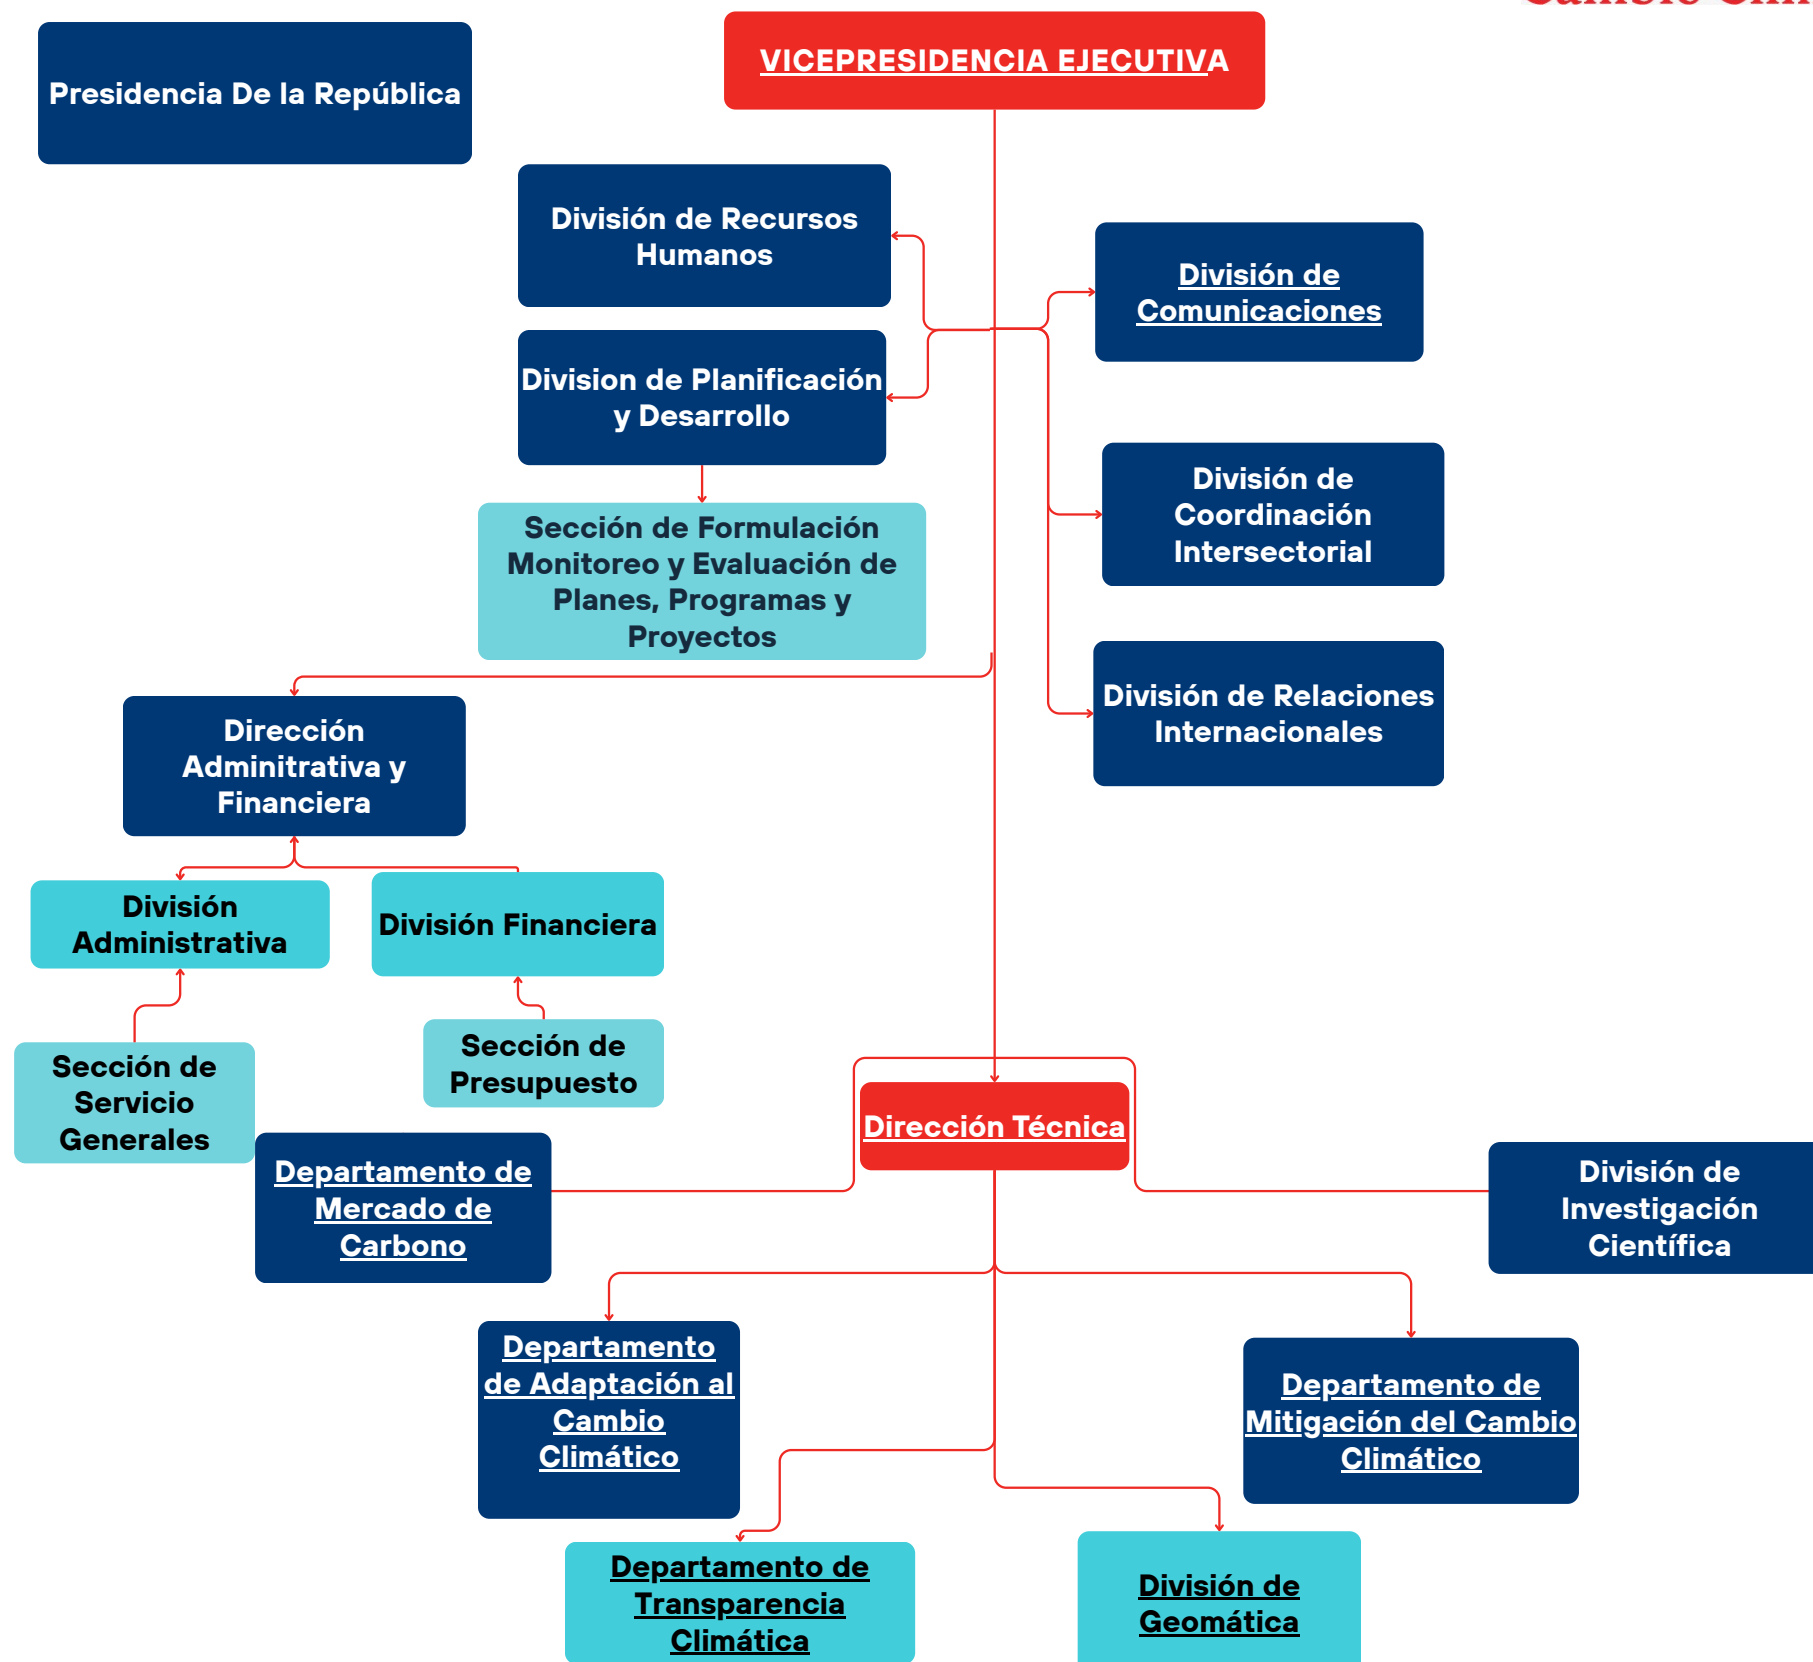 Presidencia De la República
VICEPRESIDENCIA EJECUTIVA
División de Recursos
Humanos
División de
Comunicaciones
Division de Planificación
y Desarrollo
División de
Coordinación
Intersectorial
Sección de Formulación
Monitoreo y Evaluación de
Planes, Programas y
Proyectos
División de Relaciones
Internacionales
Dirección
Adminitrativa y
Financiera
División
Administrativa
División Financiera
Sección de
Servicio
Generales
Sección de
Presupuesto
Dirección Técnica
Departamento de
Mercado de
Carbono
División de
Investigación
Científica
Departamento
de Adaptación al
Cambio
Climático
Departamento de
Mitigación del Cambio
Climático
Departamento de
Transparencia
Climática
División de
Geomática